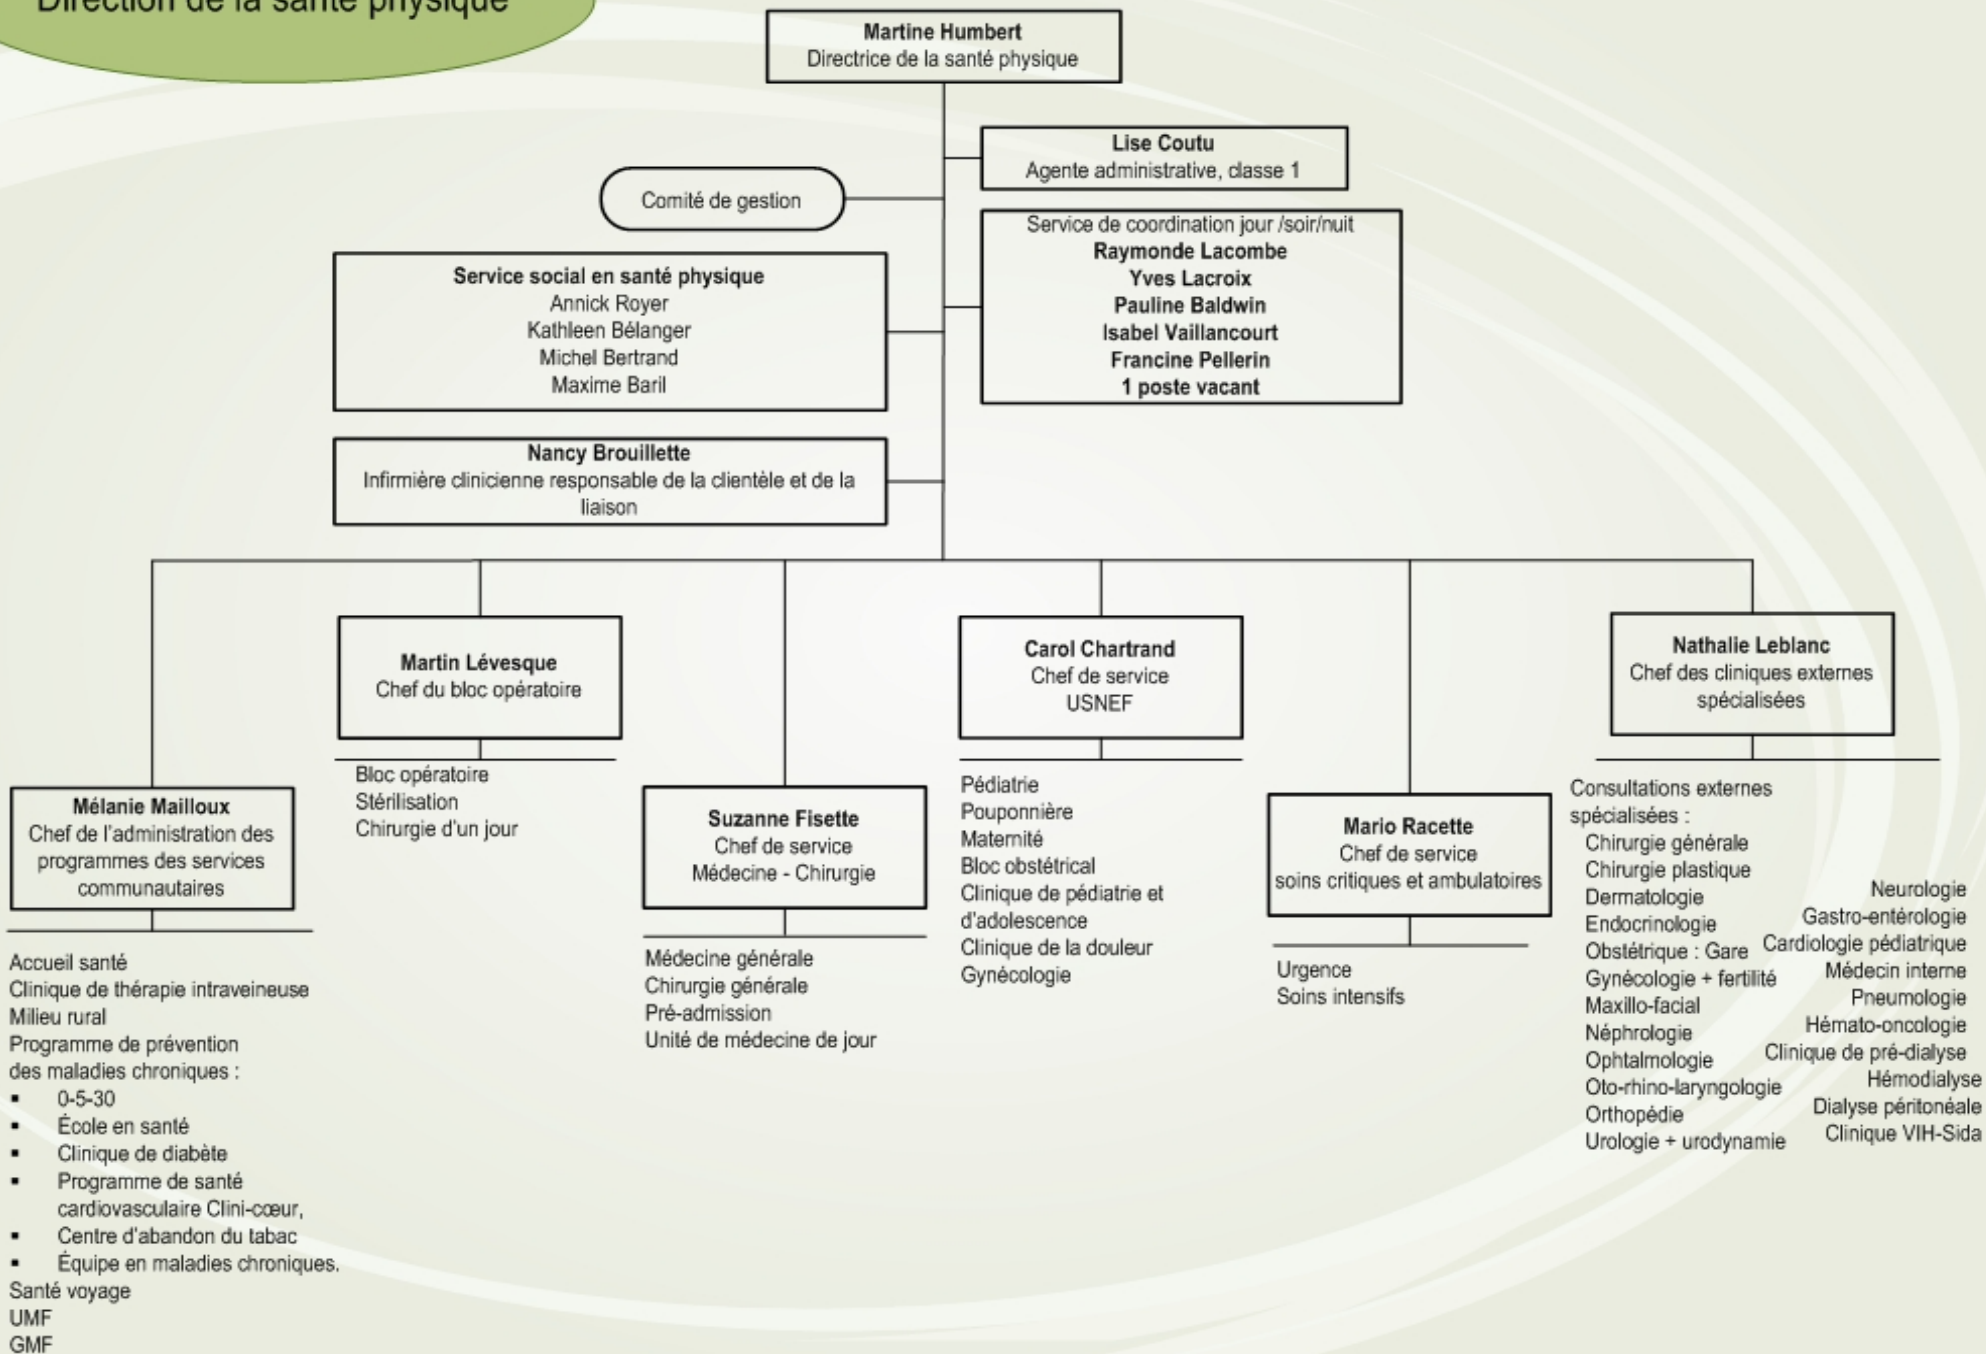 Direction de la santé physique
Martine Humbert
Directrice de la santé physique
Lise Coutu
Agente administrative, classe 1
Comité de gestion
Service de coordination jour /soir/nuit
Raymonde Lacombe
Yves Lacroix
Pauline Baldwin
Isabel Vaillancourt
Francine Pellerin
1 poste vacant
Service social en santé physique
Annick Royer
Kathleen Bélanger
Michel Bertrand
Maxime Baril
Nancy Brouillette
Infirmière clinicienne responsable de la clientèle et de la
liaison
Mélanie Mailloux
Chef de l'administration des
programmes des services
communautaires
Accueil santé
Clinique de thérapie intraveineuse
Milieu rural
Programme de prévention
des maladies chroniques :
▪ 0-5-30
▪ École en santé
▪ Clinique de diabète
▪ Programme de santé
cardiovasculaire Clini-cœur,
▪ Centre d'abandon du tabac
▪ Équipe en maladies chroniques.
Santé voyage
UMF
GMF
Martin Lévesque
Chef du bloc opératoire
Bloc opératoire
Stérilisation
Chirurgie d'un jour
Suzanne Fisette
Chef de service
Médecine - Chirurgie
Médecine générale
Chirurgie générale
Pré-admission
Unité de médecine de jour
Carol Chartrand
Chef de service
USNEF
Pédiatrie
Pouponnière
Maternité
Bloc obstétrical
Clinique de pédiatrie et
d'adolescence
Clinique de la douleur
Gynécologie
Mario Racette
Chef de service
soins critiques et ambulatoires
Urgence
Soins intensifs
Nathalie Leblanc
Chef des cliniques externes
spécialisées
Consultations externes
spécialisées :
Chirurgie générale
Chirurgie plastique
Dermatologie
Endocrinologie
Obstétrique : Gare
Gynécologie + fertilité
Maxillo-facial
Néphrologie
Ophtalmologie
Oto-rhino-laryngologie
Orthopédie
Urologie + urodynamie
Neurologie
Gastro-entérologie
Cardiologie pédiatrique
Médecin interne
Pneumologie
Hémato-oncologie
Clinique de pré-dialyse
Hémodialyse
Dialyse péritonéale
Clinique VIH-Sida